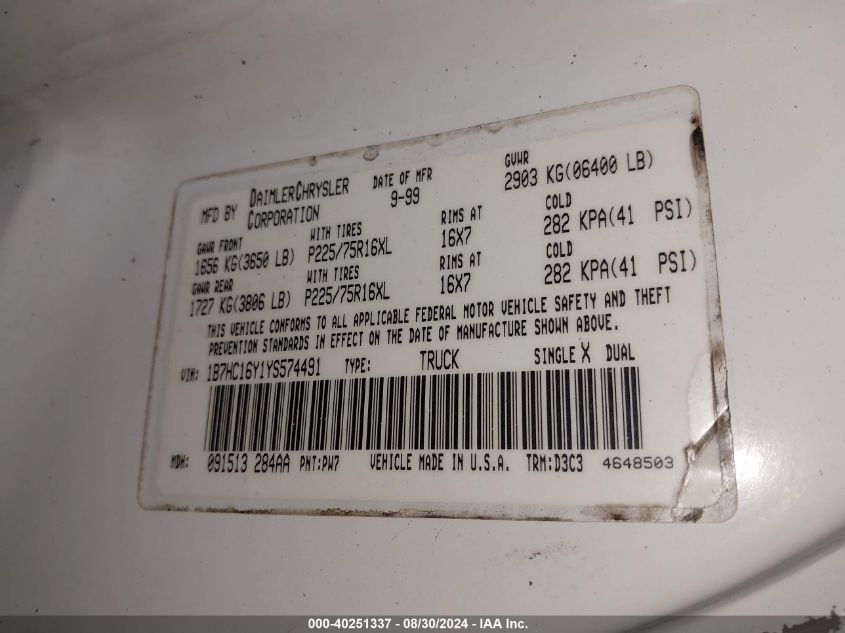 MFD BY DAIMLERCHRYSLER CORPORATION DATE OF MFR 9-99 GVWR 2903 KG(06400 LB)
GAWR FRONT WITH TIRES RIMS AT COLD
1656 KG(3650 LB) P225/75R16XL 16X7 282 KPA(41 PSI)
GAWR REAR WITH TIRES RIMS AT COLD
1727 KG(3806 LB) P225/75R16XL 16X7 282 KPA(41 PSI)
THIS VEHICLE CONFORMS TO ALL APPLICABLE FEDERAL MOTOR VEHICLE SAFETY AND THEFT
PREVENTION STANDARDS IN EFFECT ON THE DATE OF MANUFACTURE SHOWN ABOVE.
VIN: 1B7HC16Y1YS574491 TYPE: TRUCK SINGLE X DUAL
MDH: 091513 284AA PNT:PW7 VEHICLE MADE IN U.S.A. TRM:D3C3 4648503
000-40251337 - 08/30/2024 - IAA Inc.